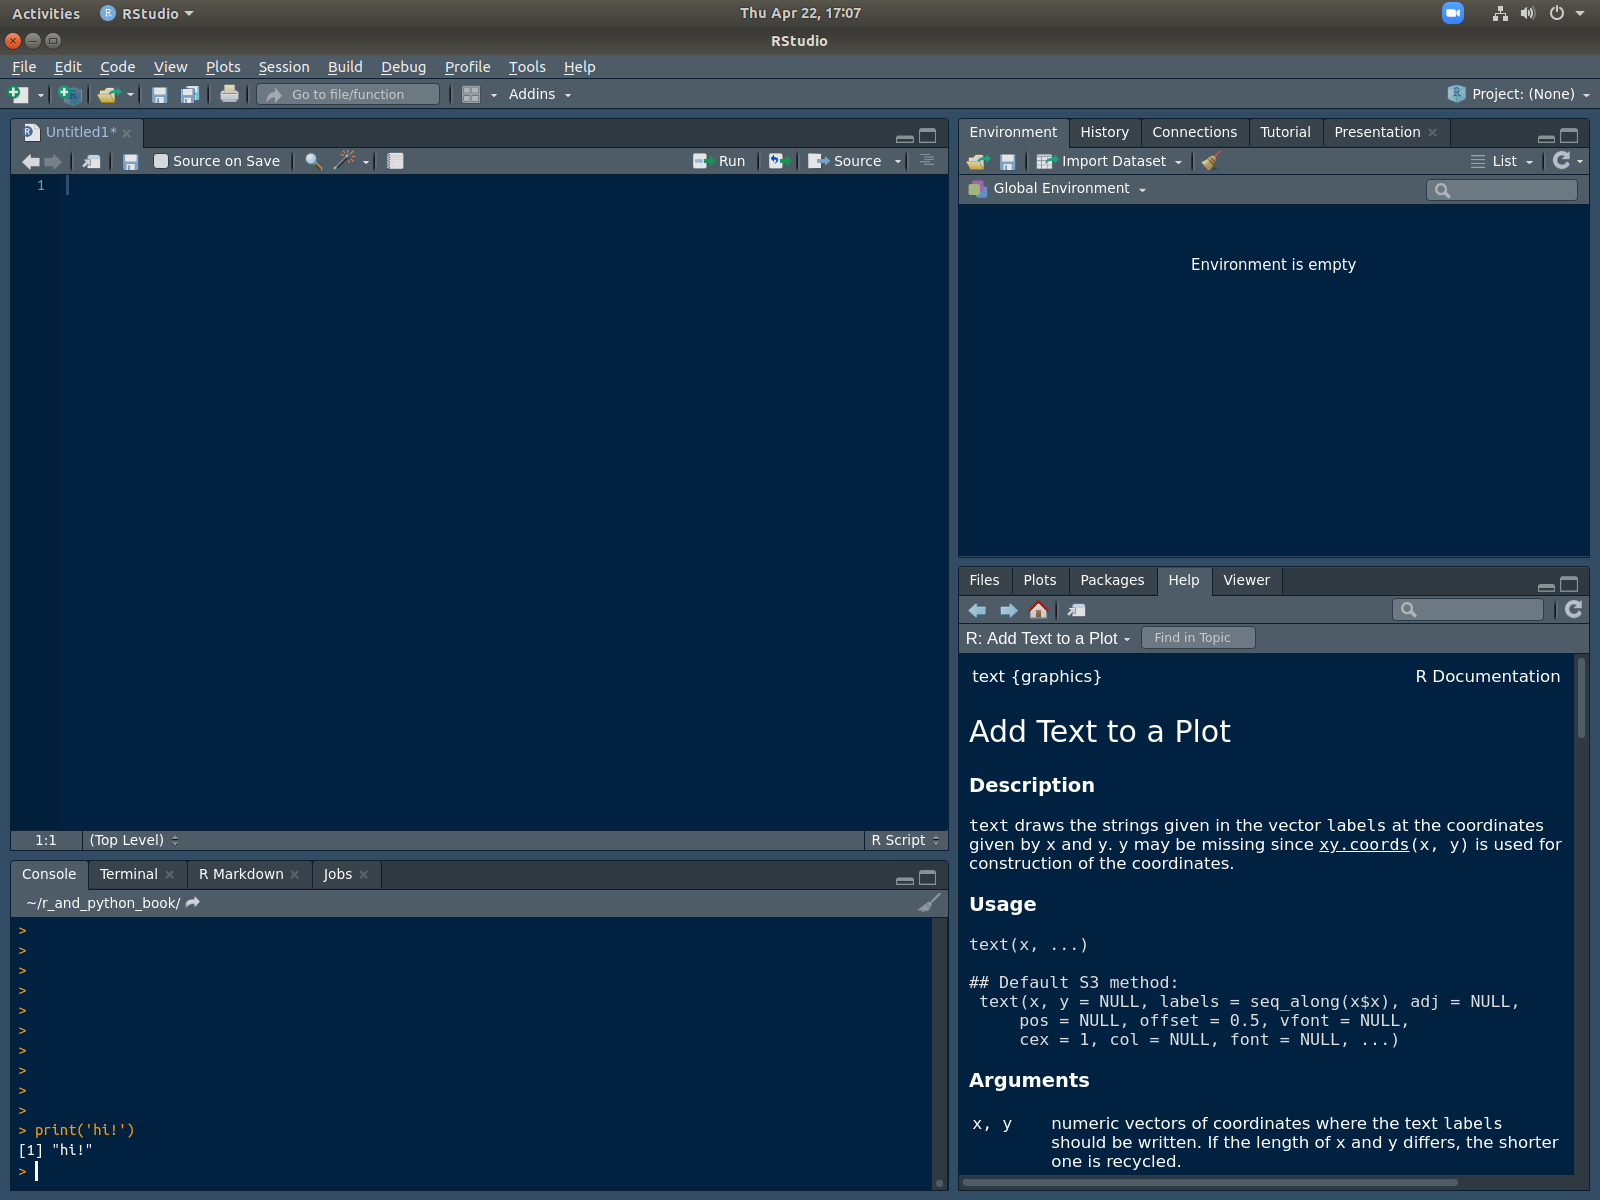 Activities RStudio Thu Apr 22, 17:07
RStudio
File Edit Code View Plots Session Build Debug Profile Tools Help
Go to file/function Addins Project: (None)
Untitled1*
Source on Save Run Source
1
1:1 (Top Level) R Script
Console Terminal R Markdown Jobs
~/r_and_python_book/
>
>
>
>
>
>
>
>
>
>
> print('hi!')
[1] "hi!"
>
Environment History Connections Tutorial Presentation
Import Dataset List
Global Environment
Environment is empty
Files Plots Packages Help Viewer
R: Add Text to a Plot Find in Topic
text {graphics} R Documentation
Add Text to a Plot
Description
text draws the strings given in the vector labels at the coordinates
given by x and y. y may be missing since xy.coords(x, y) is used for
construction of the coordinates.
Usage
text(x, ...)
## Default S3 method:
text(x, y = NULL, labels = seq_along(x$x), adj = NULL,
pos = NULL, offset = 0.5, vfont = NULL,
cex = 1, col = NULL, font = NULL, ...)
Arguments
x, y numeric vectors of coordinates where the text labels
should be written. If the length of x and y differs, the shorter
one is recycled.